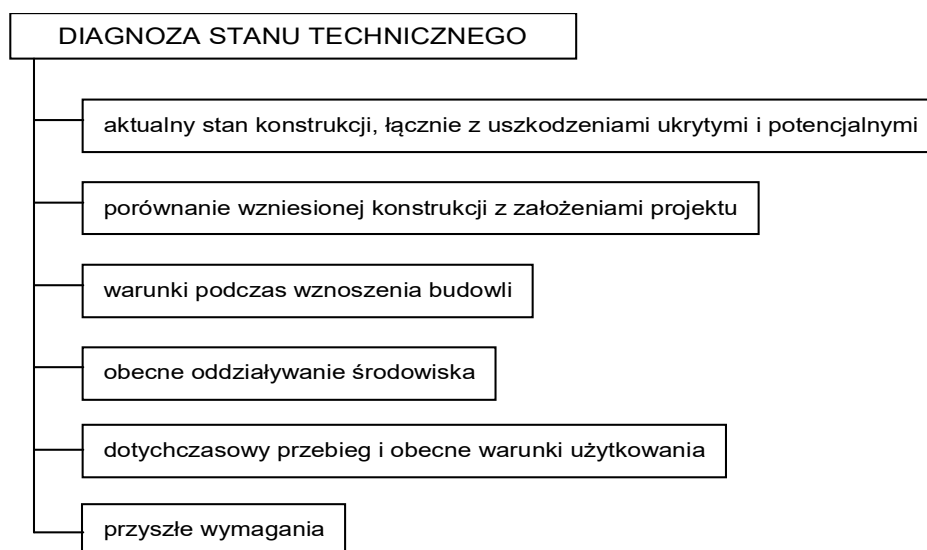 DIAGNOZA STANU TECHNICZNEGO
aktualny stan konstrukcji, łącznie z uszkodzeniami ukrytymi i potencjalnymi
porównanie wzniesionej konstrukcji z założeniami projektu
warunki podczas wznoszenia budowli
obecne oddziaływanie środowiska
dotychczasowy przebieg i obecne warunki użytkowania
przyszłe wymagania